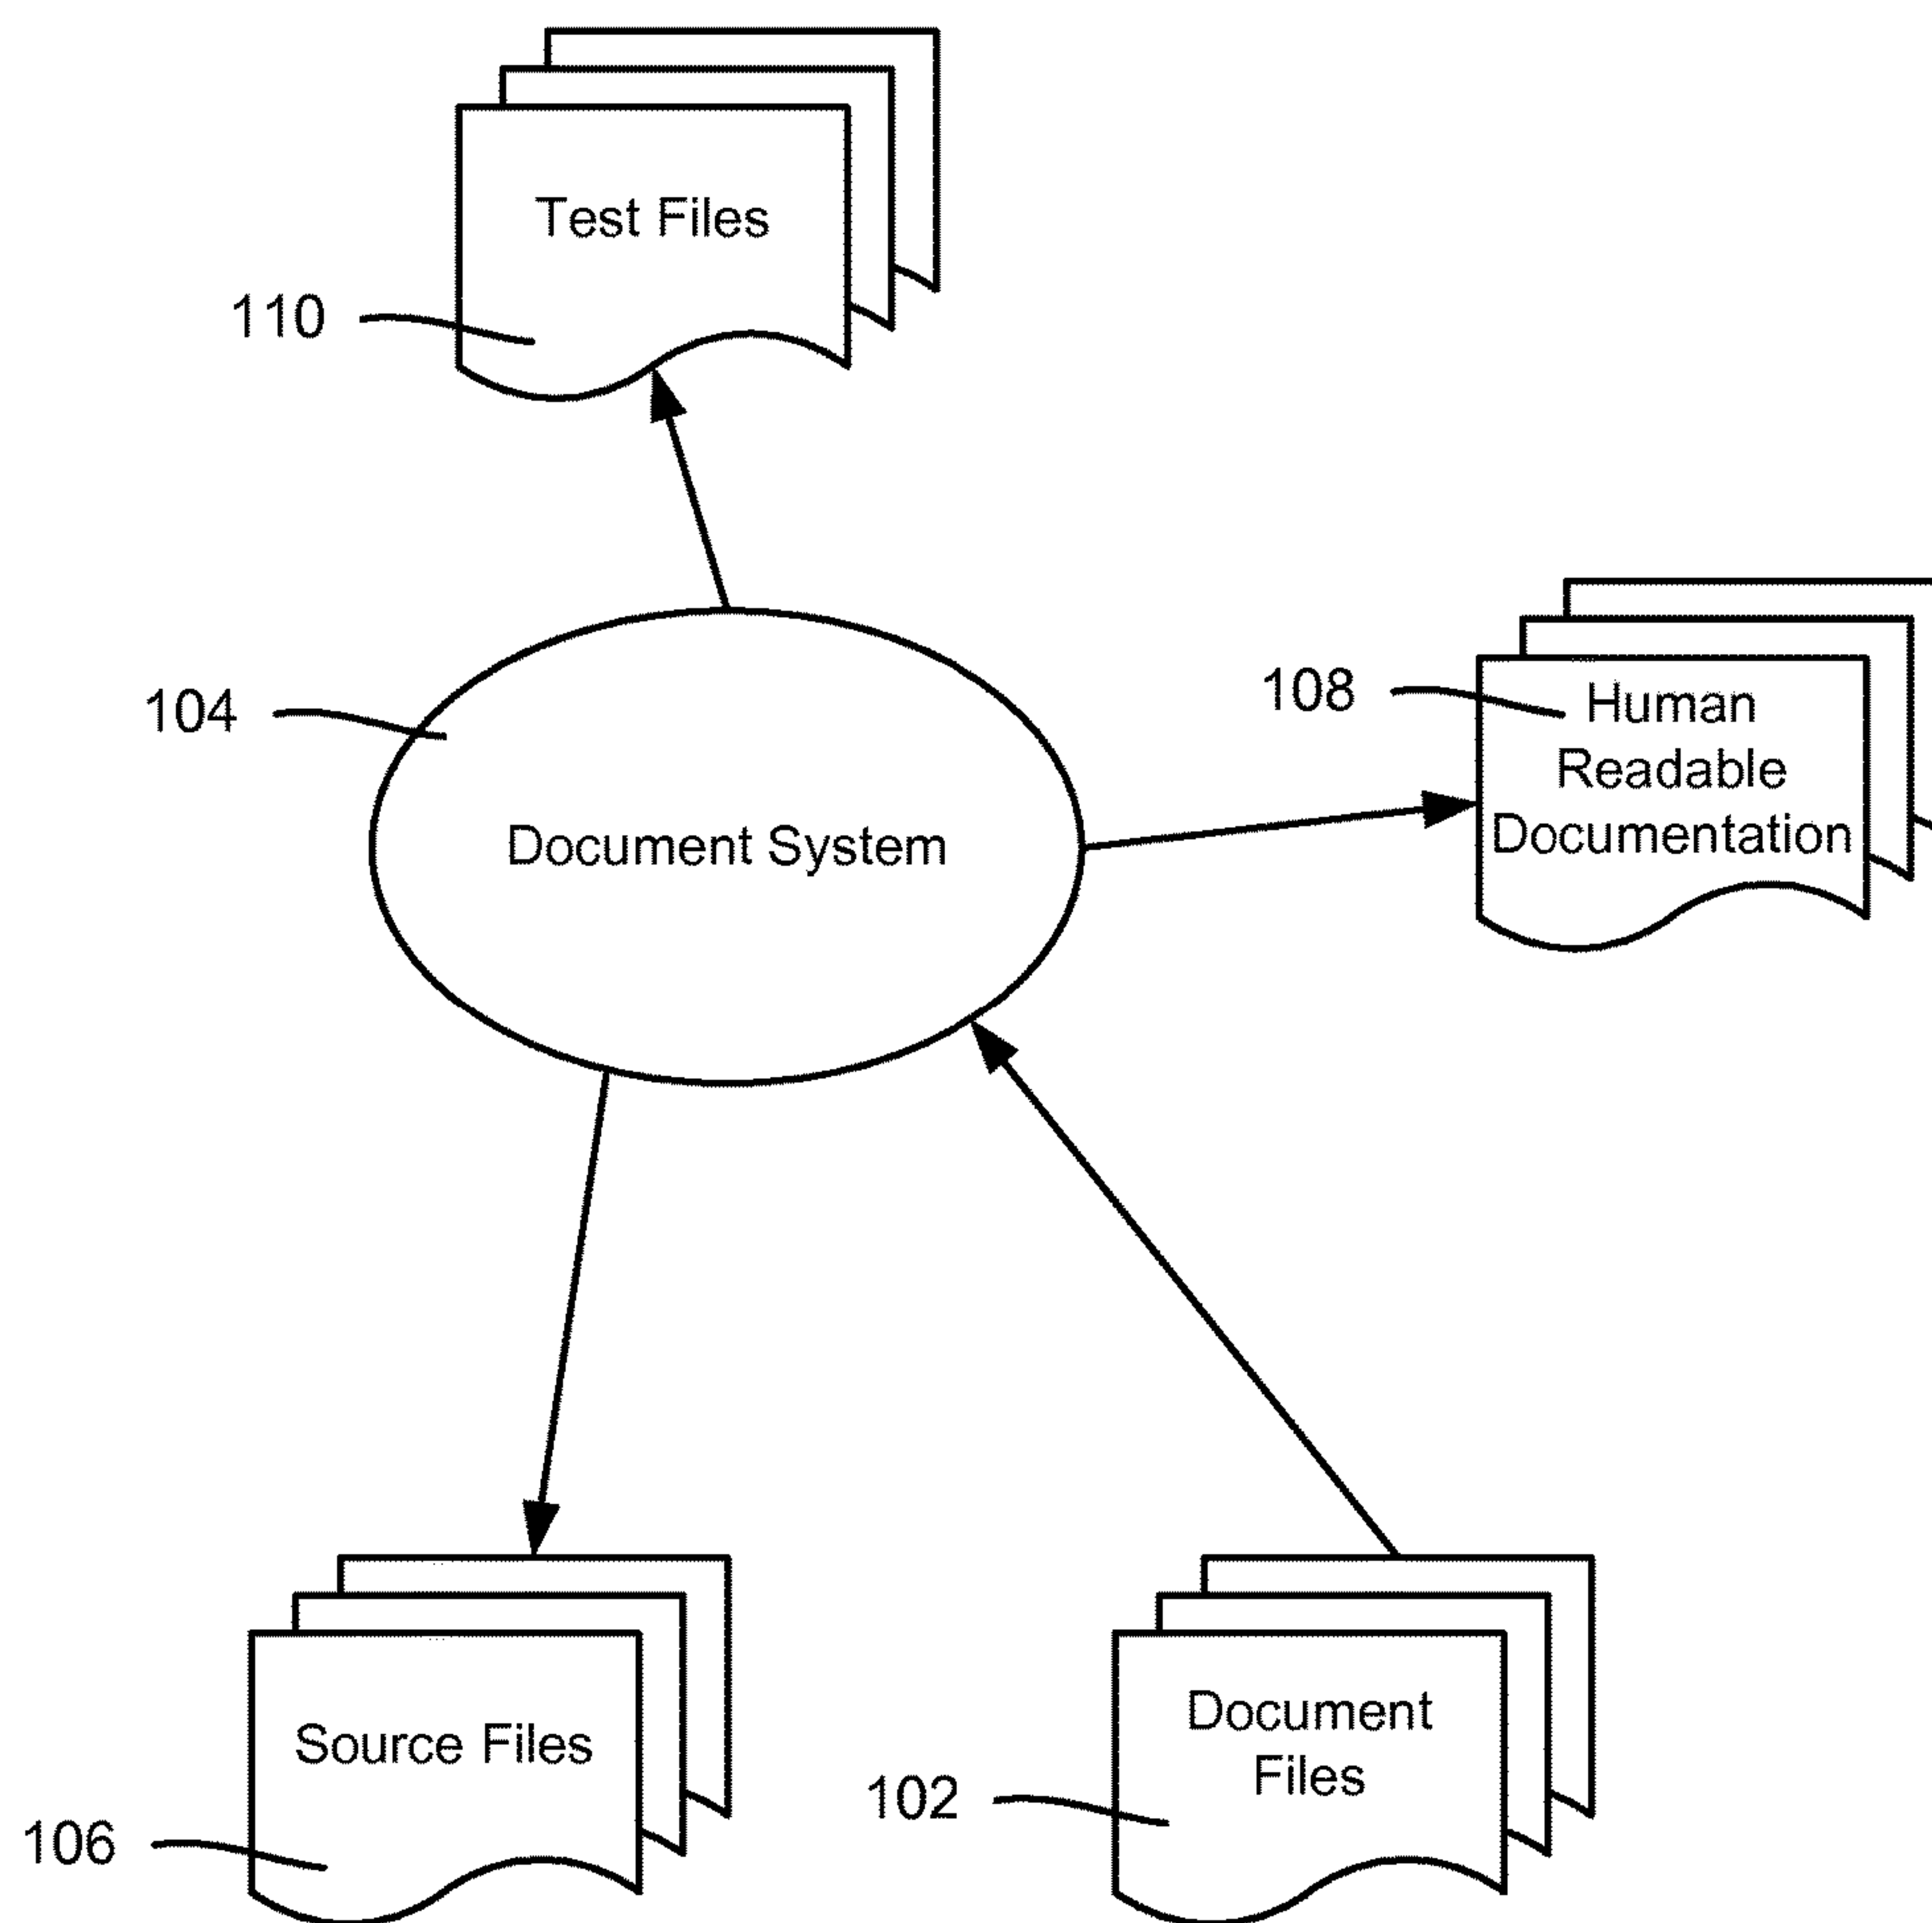 Test Files
110
104
108
Human
Readable
Documentation
Document System
Source Files
106
Document
Files
102